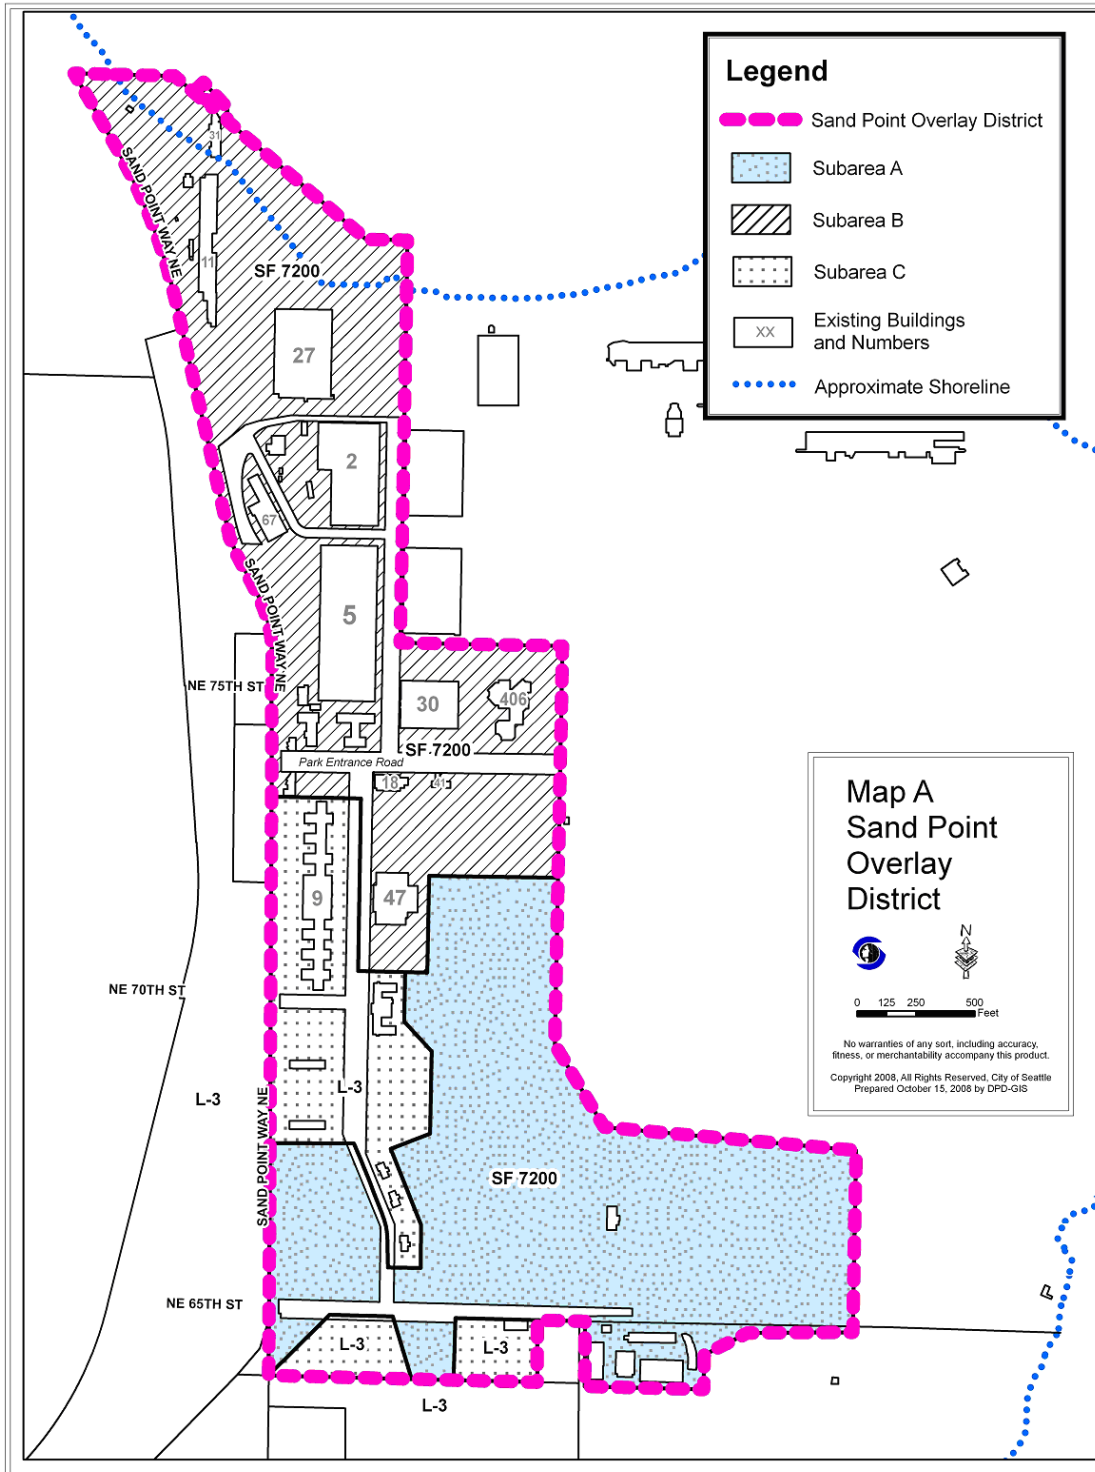 Legend
Sand Point Overlay District
Subarea A
Subarea B
Subarea C
XX
Existing Buildings
and Numbers
Approximate Shoreline
31
SAND POINT WAY NE
11
SF 7200
27
2
67
SAND POINT WAY NE
5
NE 75TH ST
30
406
SF 7200
Park Entrance Road
18
41
9
47
NE 70TH ST
L-3
L-3
SAND POINT WAY NE
SF 7200
NE 65TH ST
L-3
L-3
L-3
Map A
Sand Point
Overlay
District
N
0 125 250 500
Feet
No warranties of any sort, including accuracy,
fitness, or merchantability accompany this product.
Copyright 2008, All Rights Reserved, City of Seattle
Prepared October 15, 2008 by DPD-GIS